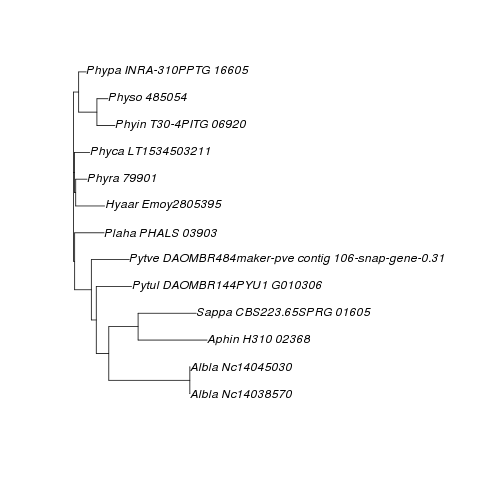 Phypa INRA-310PPTG 16605
Physo 485054
Phyin T30-4PITG 06920
Phyca LT1534503211
Phyra 79901
Hyaar Emoy2805395
Plaha PHALS 03903
Pytve DAOMBR484maker-pve contig 106-snap-gene-0.31
Pytul DAOMBR144PYU1 G010306
Sappa CBS223.65SPRG 01605
Aphin H310 02368
Albla Nc14045030
Albla Nc14038570